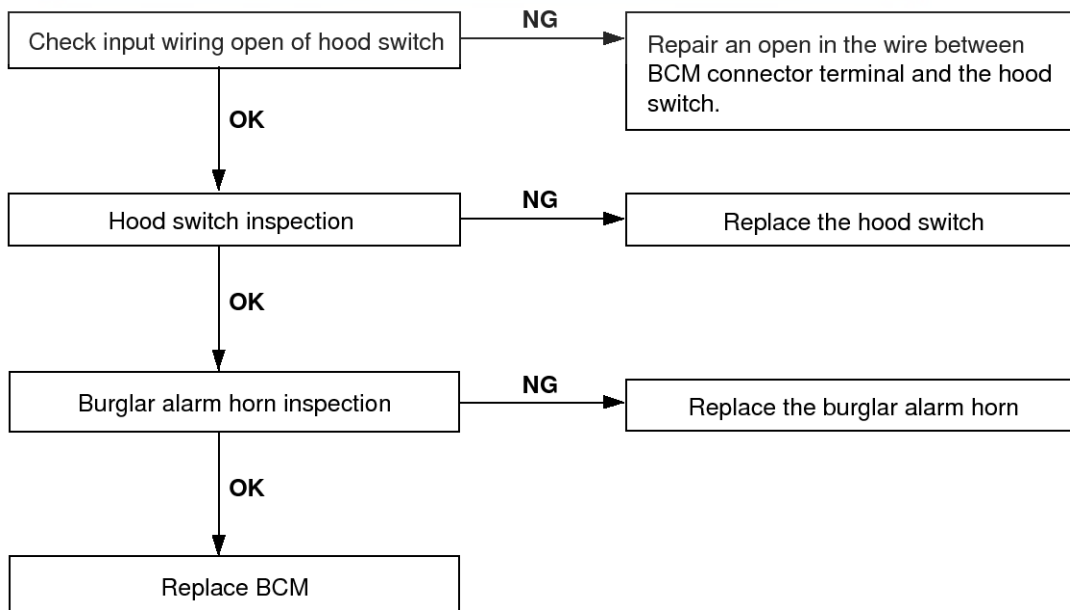 NG
Check input wiring open of hood switch
Repair an open in the wire between
BCM connector terminal and the hood
switch.
OK
NG
Hood switch inspection
Replace the hood switch
OK
NG
Burglar alarm horn inspection
Replace the burglar alarm horn
OK
Replace BCM